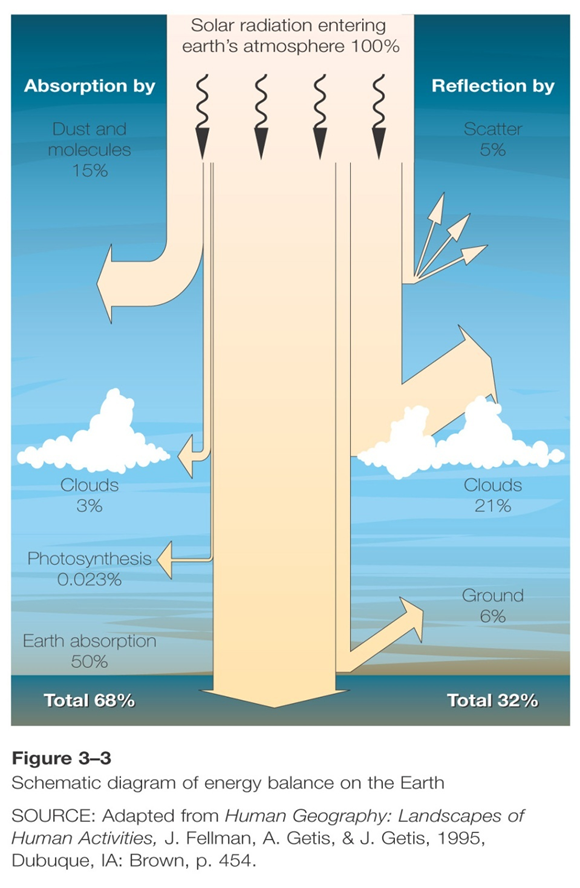 Solar radiation entering
earth's atmosphere 100%
Absorption by
Dust and
molecules
15%
Clouds
3%
Photosynthesis
0.023%
Earth absorption
50%
Total 68%
Reflection by
Scatter
5%
Clouds
21%
Ground
6%
Total 32%
Figure 3–3
Schematic diagram of energy balance on the Earth
SOURCE: Adapted from Human Geography: Landscapes of
Human Activities, J. Fellman, A. Getis, & J. Getis, 1995,
Dubuque, IA: Brown, p. 454.